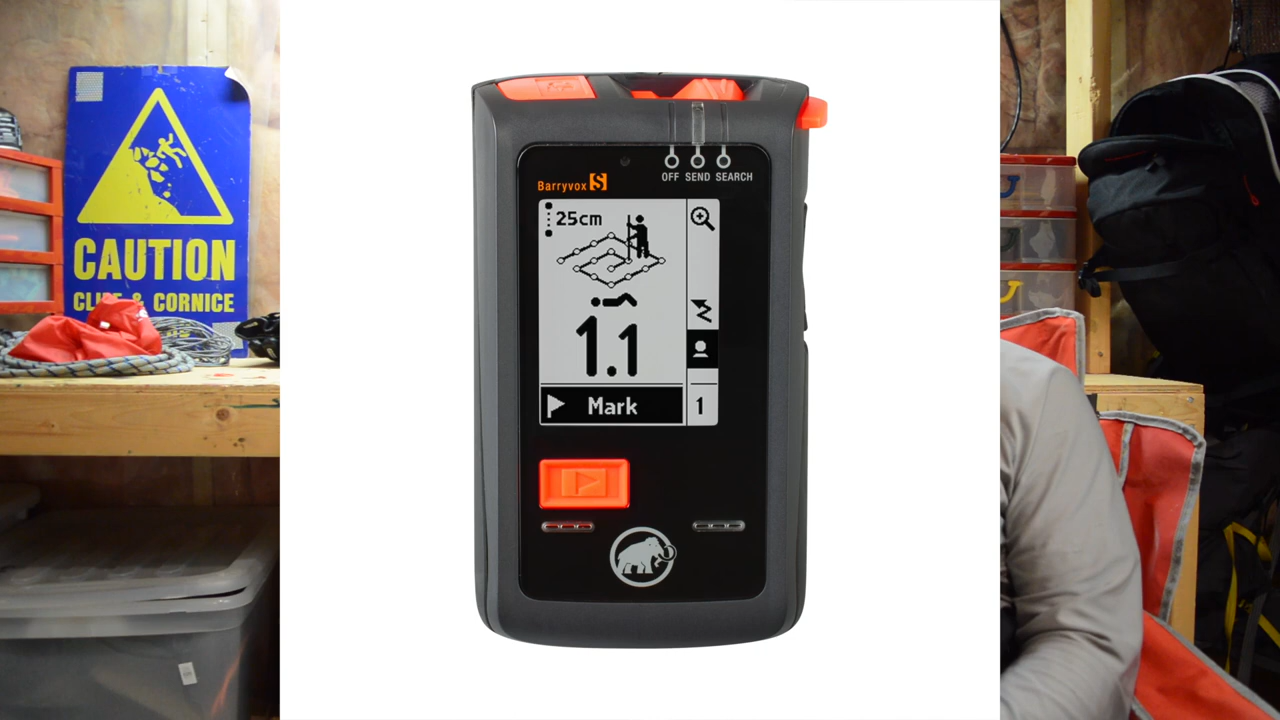 CAUTION
CLIFF & CORNICE
OFF SEND SEARCH
Barryvox S
25cm
1.1
Mark
1